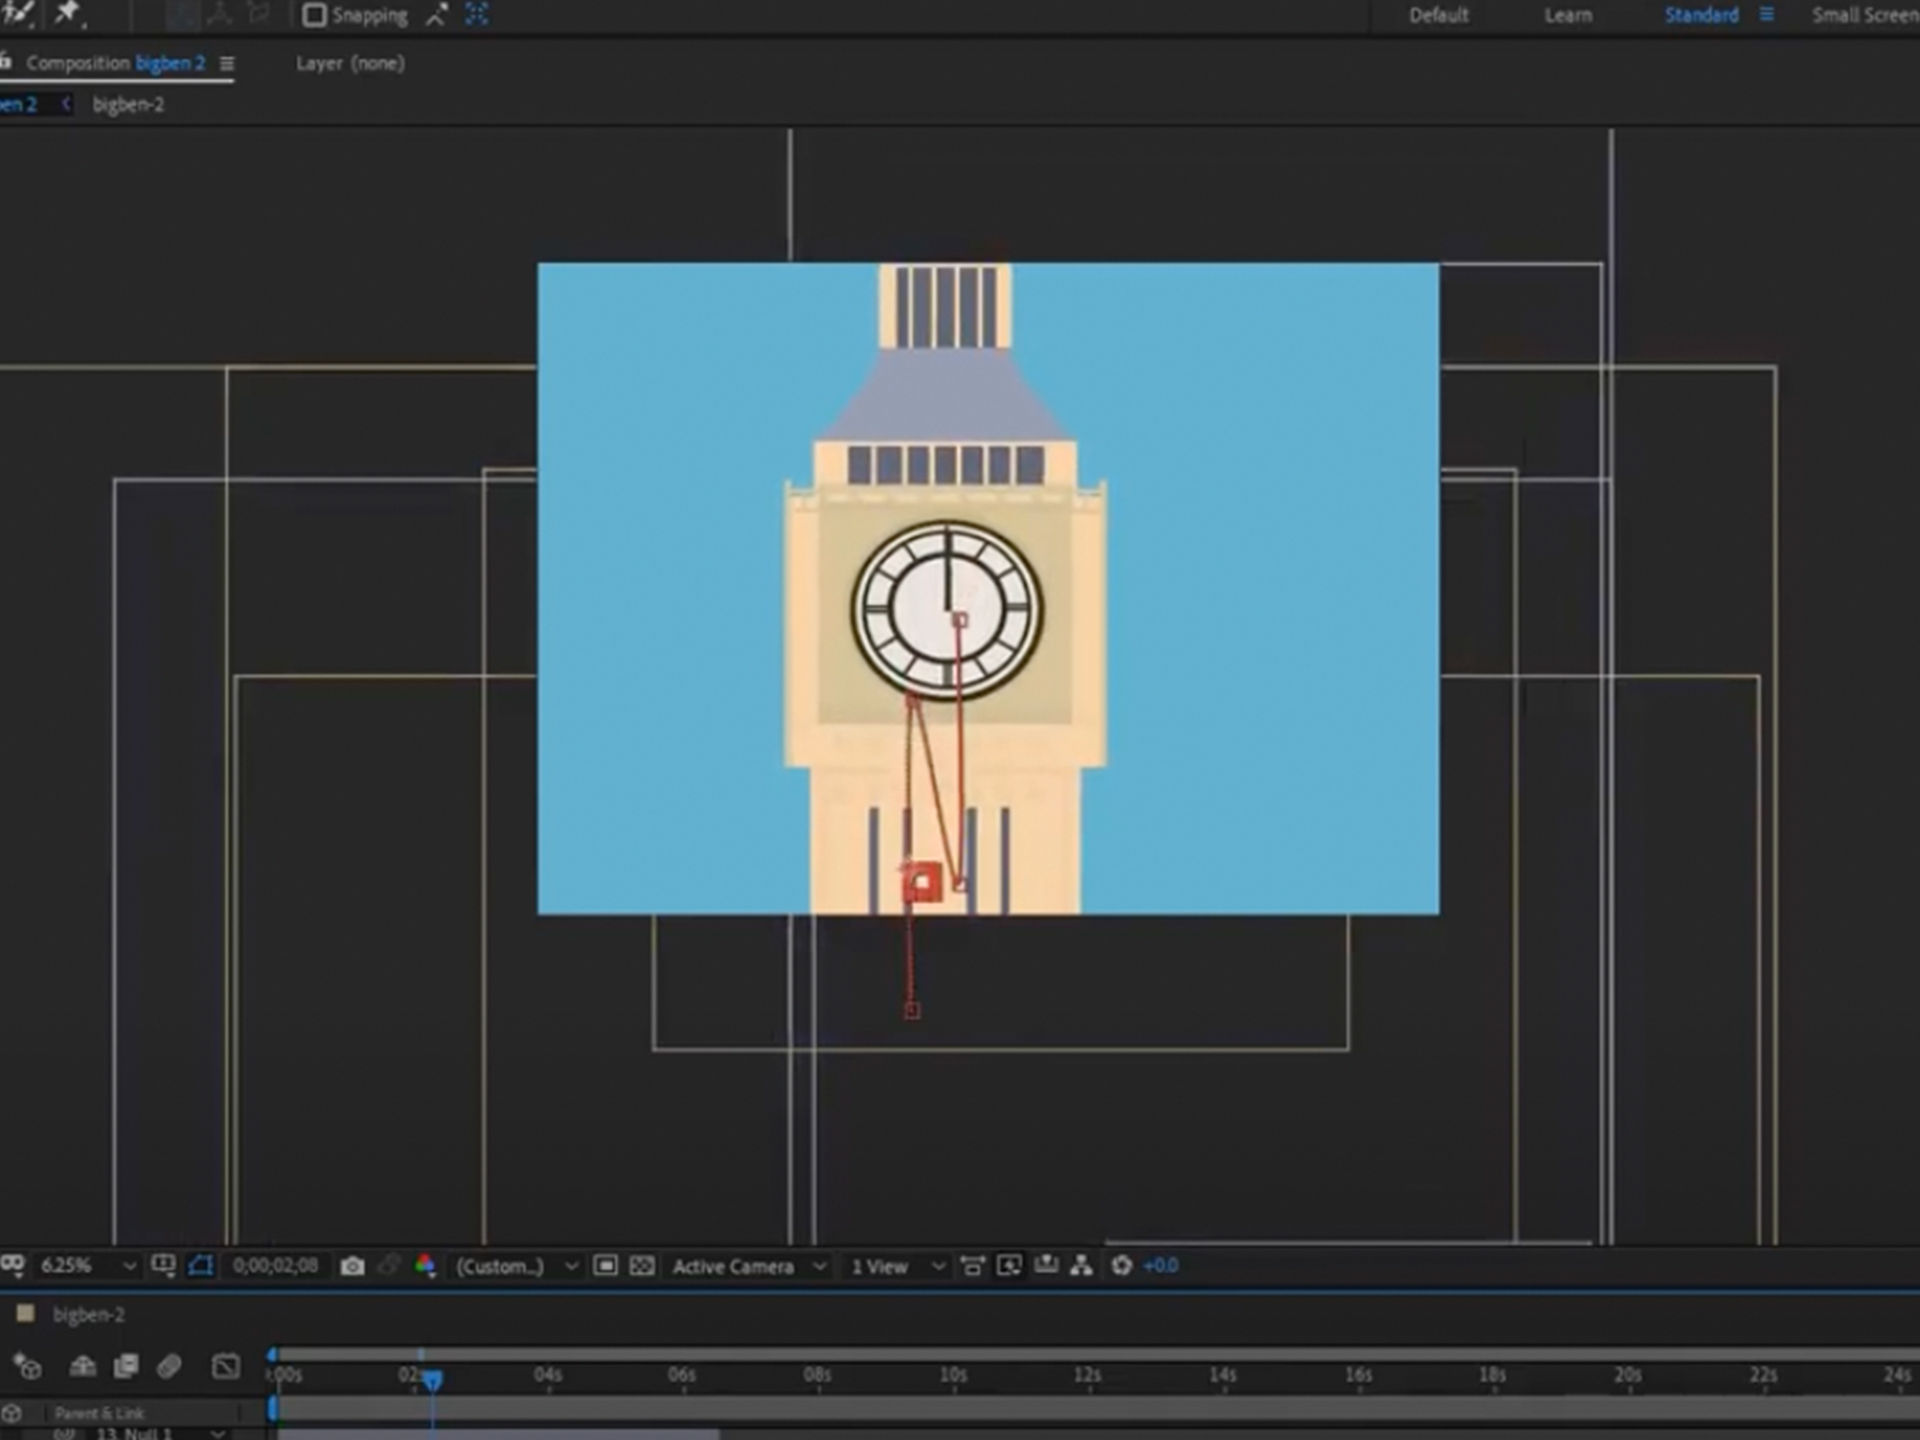 Snapping
Default Learn Standard Small Screen
Composition bigben 2 Layer (none)
en 2 bigben-2
6.25% 0;00;02;08 (Custom...) Active Camera 1 View +0.0
bigben-2
:00s 02s 04s 06s 08s 10s 12s 14s 16s 18s 20s 22s 24s
Parent & Link
13. Null 1